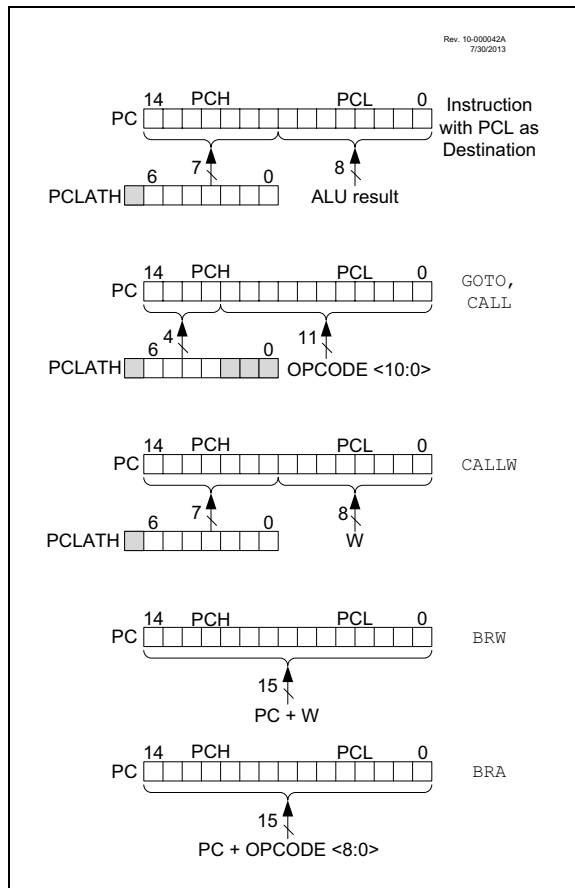 Rev. 10-000042A
7/30/2013
14 PCH PCL 0
PC
Instruction
with PCL as
Destination
6 7 0 8
PCLATH
ALU result
14 PCH PCL 0
PC
GOTO,
CALL
6 4 0 11
PCLATH
OPCODE <10:0>
14 PCH PCL 0
PC
CALLW
6 7 0 8
PCLATH
W
14 PCH PCL 0
PC
BRW
15
PC + W
14 PCH PCL 0
PC
BRA
15
PC + OPCODE <8:0>